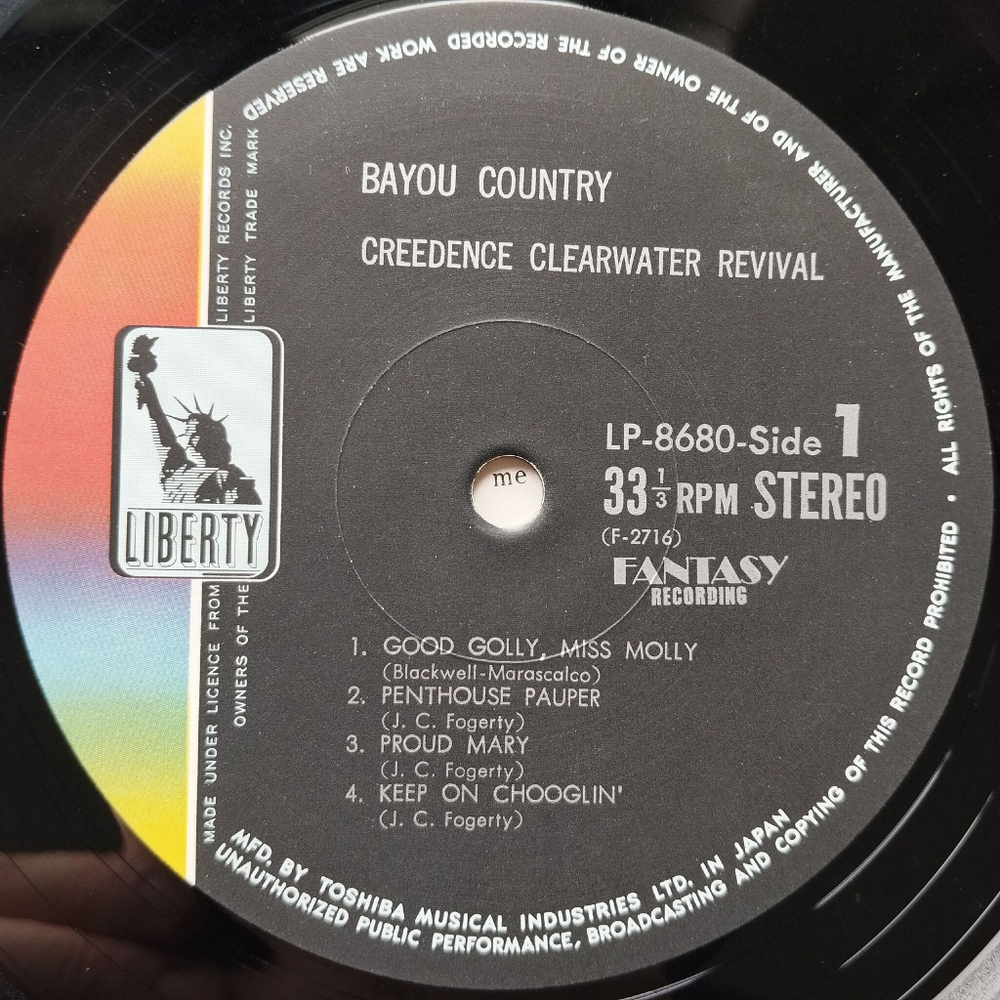 BAYOU COUNTRY
CREEDENCE CLEARWATER REVIVAL
LP-8680-Side 1
33 1/3 RPM STEREO
(F-2716)
FANTASY
RECORDING
me
LIBERTY
1. GOOD GOLLY, MISS MOLLY
(Blackwell-Marascalco)
2. PENTHOUSE PAUPER
(J. C. Fogerty)
3. PROUD MARY
(J. C. Fogerty)
4. KEEP ON CHOOGLIN'
(J. C. Fogerty)
MADE UNDER LICENCE FROM LIBERTY RECORDS INC.
OWNERS OF THE LIBERTY TRADE MARK
MFD. BY TOSHIBA MUSICAL INDUSTRIES LTD. IN JAPAN
UNAUTHORIZED PUBLIC PERFORMANCE, BROADCASTING AND COPYING OF THIS RECORD PROHIBITED · ALL RIGHTS OF THE MANUFACTURER AND OF THE OWNER OF THE RECORDED WORK ARE RESERVED